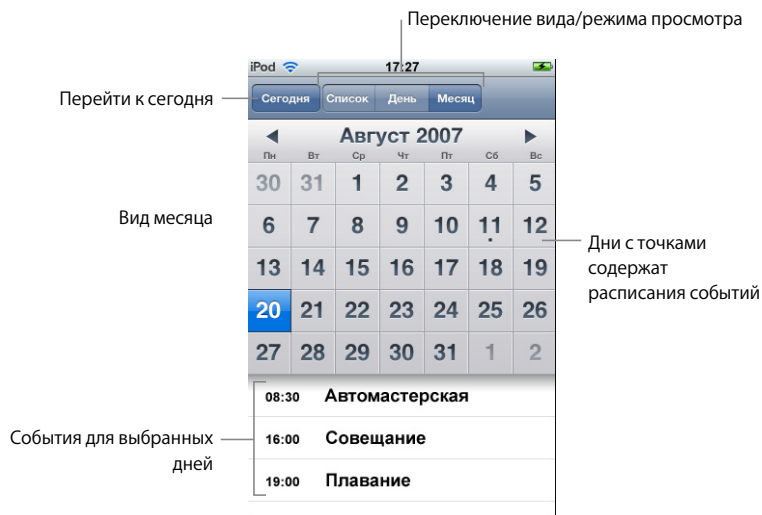 Переключение вида/режима просмотра
iPod 17:27
Перейти к сегодня
Сегодня Список День Месяц
Август 2007
Пн Вт Ср Чт Пт Сб Вс
30 31 1 2 3 4 5
Вид месяца
6 7 8 9 10 11 12
Дни с точками
содержат
расписания событий
13 14 15 16 17 18 19
20 21 22 23 24 25 26
27 28 29 30 31 1 2
08:30 Автомастерская
События для выбранных
дней
16:00 Совещание
19:00 Плавание